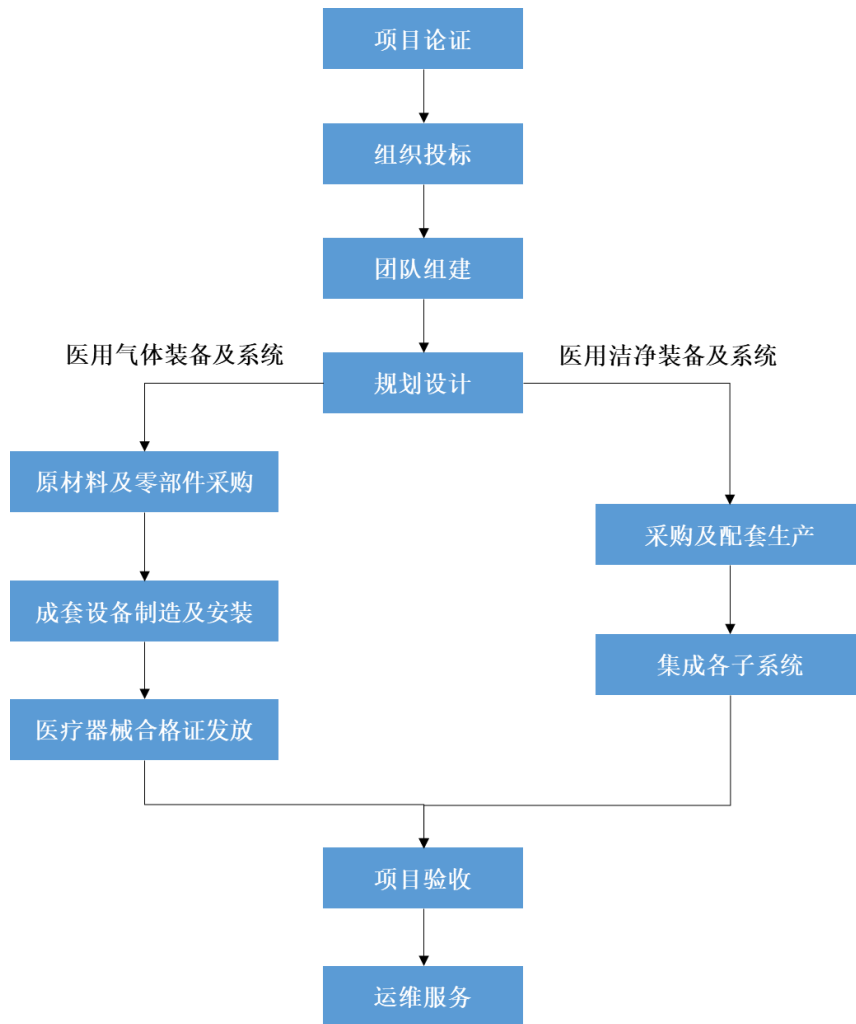 项目论证
组织投标
团队组建
医用气体装备及系统
规划设计
医用洁净装备及系统
原材料及零部件采购
成套设备制造及安装
医疗器械合格证发放
采购及配套生产
集成各子系统
项目验收
运维服务